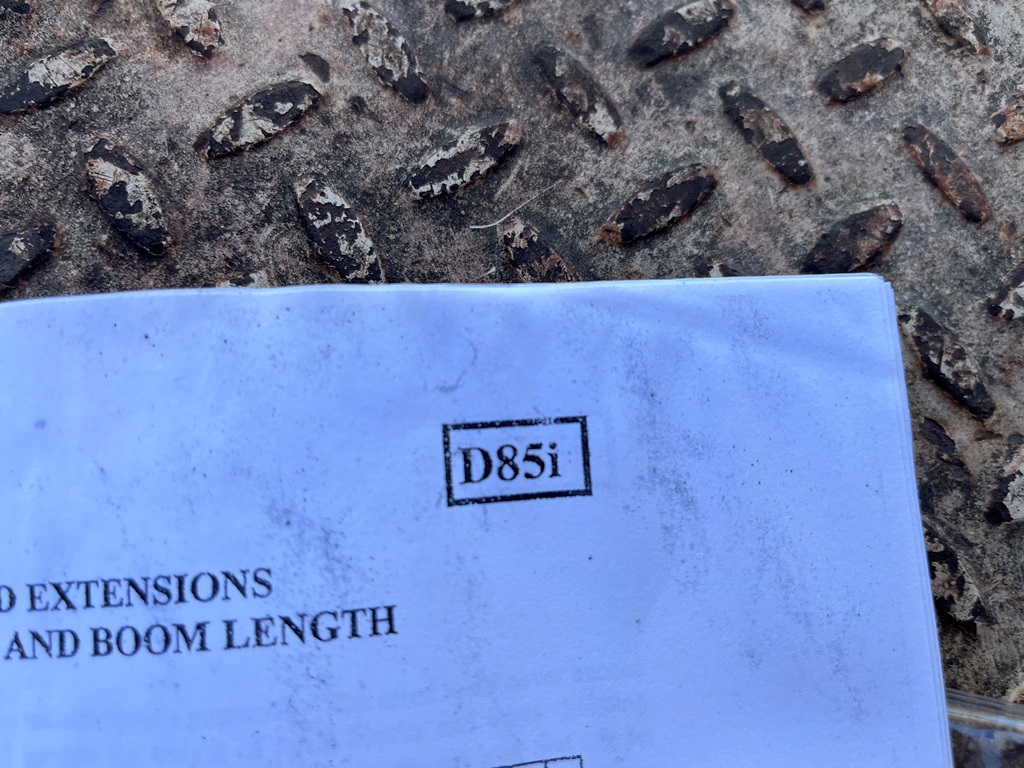 D85i
D EXTENSIONS
AND BOOM LENGTH